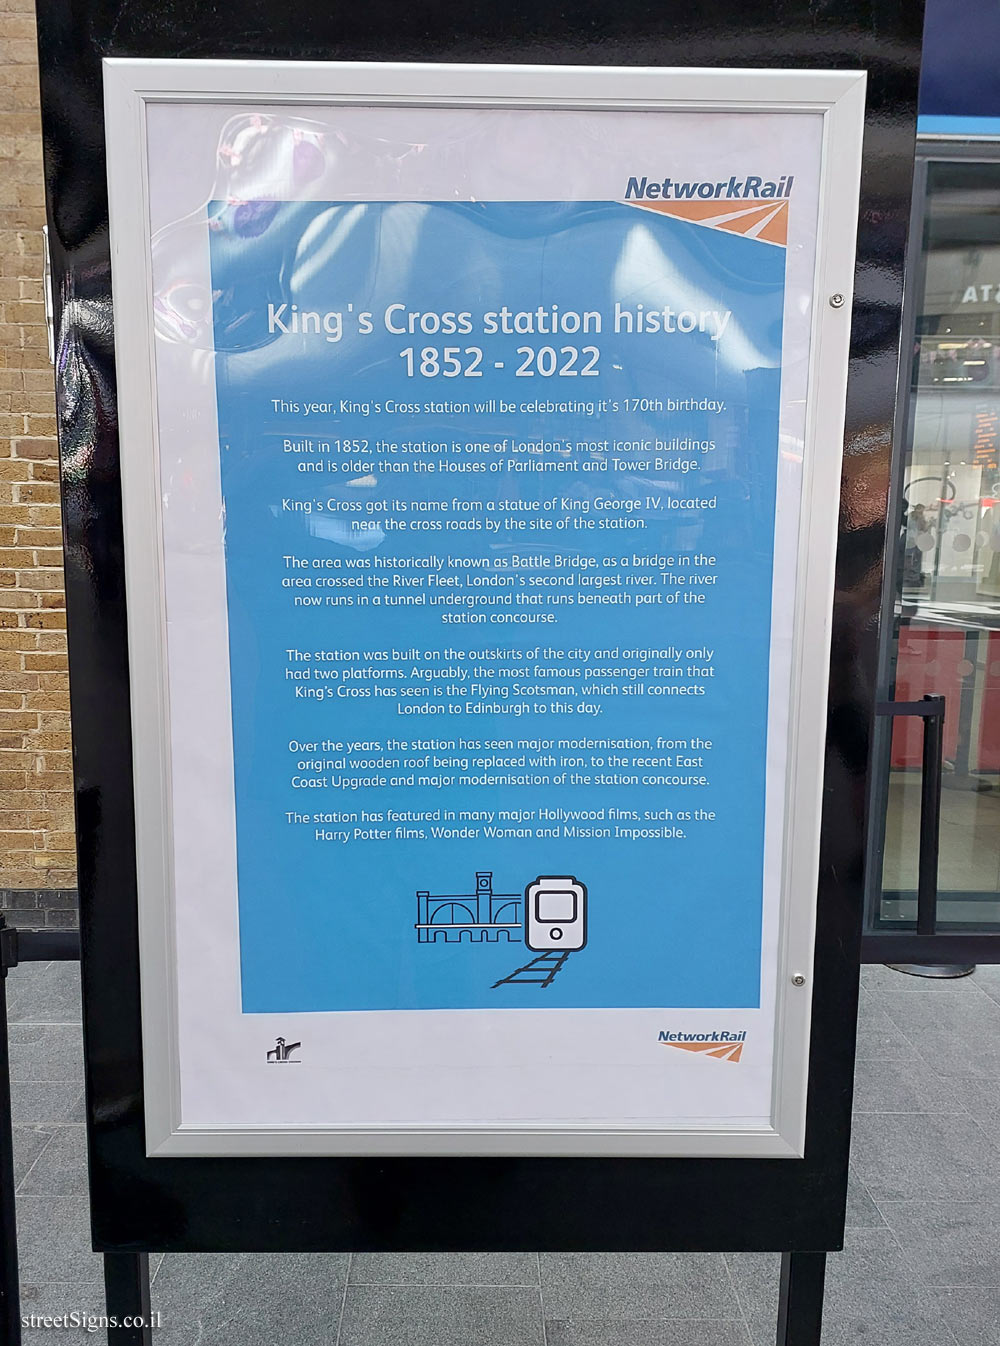 NetworkRail
King's Cross station history
1852 - 2022
This year, King's Cross station will be celebrating it's 170th birthday.
Built in 1852, the station is one of London's most iconic buildings
and is older than the Houses of Parliament and Tower Bridge.
King's Cross got its name from a statue of King George IV, located
near the cross roads by the site of the station.
The area was historically known as Battle Bridge, as a bridge in the
area crossed the River Fleet, London's second largest river. The river
now runs in a tunnel underground that runs beneath part of the
station concourse.
The station was built on the outskirts of the city and originally only
had two platforms. Arguably, the most famous passenger train that
King's Cross has seen is the Flying Scotsman, which still connects
London to Edinburgh to this day.
Over the years, the station has seen major modernisation, from the
original wooden roof being replaced with iron, to the recent East
Coast Upgrade and major modernisation of the station concourse.
The station has featured in many major Hollywood films, such as the
Harry Potter films, Wonder Woman and Mission Impossible.
NetworkRail
streetSigns.co.il